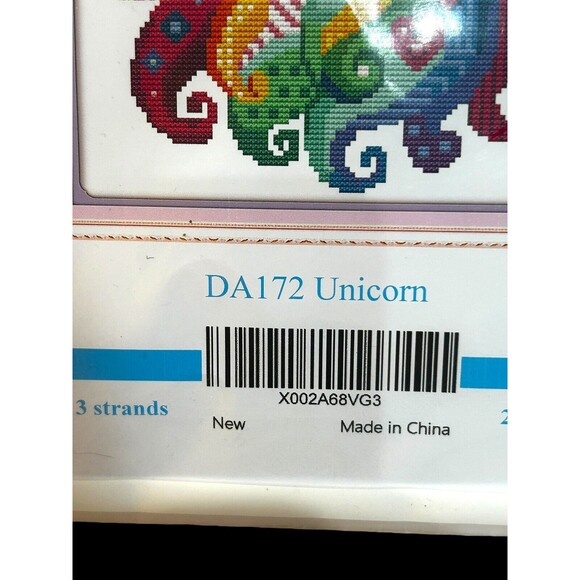 DA172 Unicorn
X002A68VG3
3 strands
New
Made in China